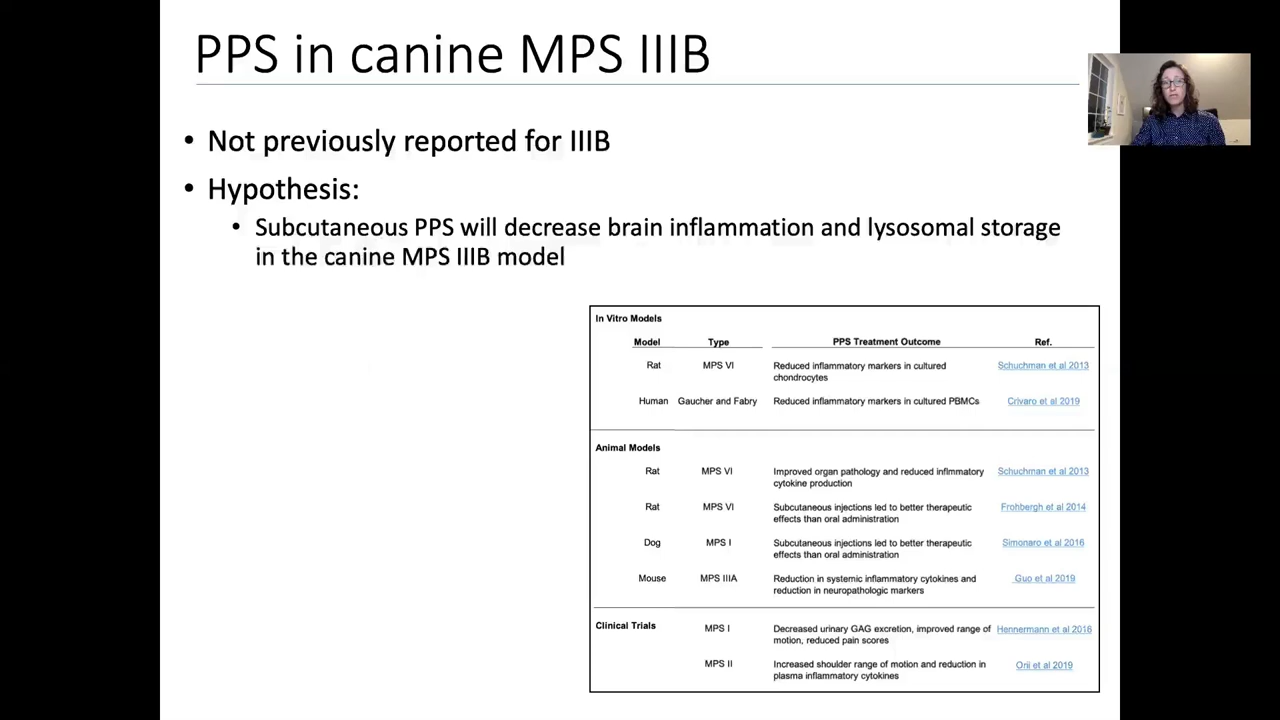 PPS in canine MPS IIIB
• Not previously reported for IIIB
• Hypothesis:
• Subcutaneous PPS will decrease brain inflammation and lysosomal storage
in the canine MPS IIIB model
In Vitro Models
Model Type PPS Treatment Outcome Ref.
Rat MPS VI Reduced inflammatory markers in cultured Schuchman et al 2013
chondrocytes
Human Gaucher and Fabry Reduced inflammatory markers in cultured PBMCs Crivaro et al 2019
Animal Models
Rat MPS VI Improved organ pathology and reduced inflmmatory Schuchman et al 2013
cytokine production
Rat MPS VI Subcutaneous injections led to better therapeutic Frohbergh et al 2014
effects than oral administration
Dog MPS I Subcutaneous injections led to better therapeutic Simonaro et al 2016
effects than oral administration
Mouse MPS IIIA Reduction in systemic inflammatory cytokines and Guo et al 2019
reduction in neuropathologic markers
Clinical Trials MPS I Decreased urinary GAG excretion, improved range of Hennermann et al 2016
motion, reduced pain scores
MPS II Increased shoulder range of motion and reduction in Orii et al 2019
plasma inflammatory cytokines